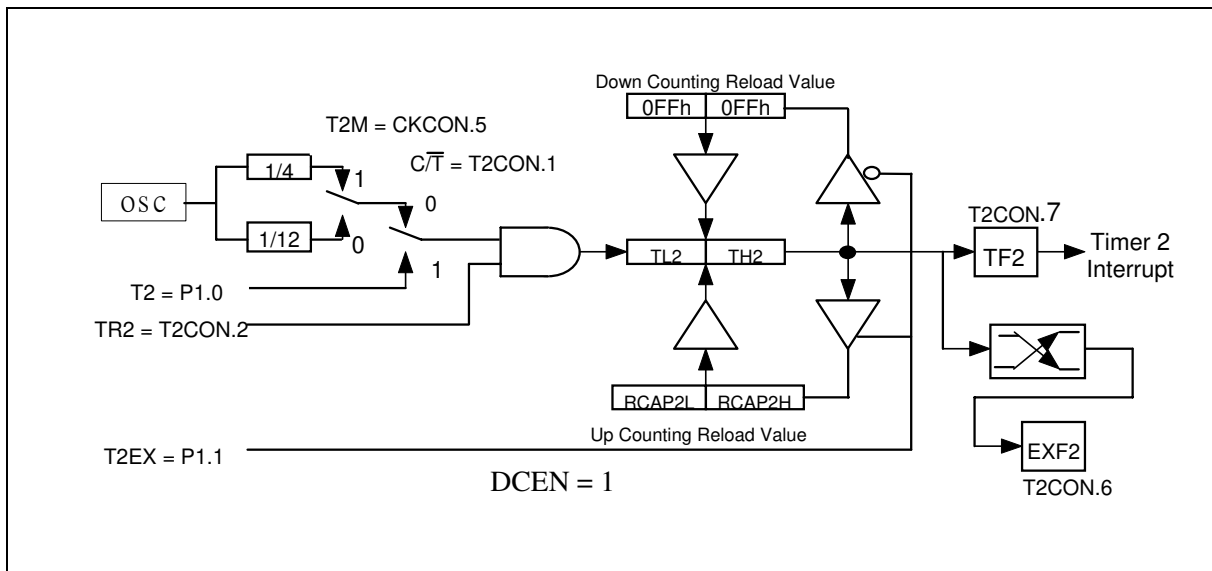 Down Counting Reload Value
0FFh 0FFh
T2M = CKCON.5
C/T̅ = T2CON.1
1/4
1
OSC
0
1/12
0
T2CON.7
TL2 TH2
TF2
Timer 2
Interrupt
1
T2 = P1.0
TR2 = T2CON.2
RCAP2L RCAP2H
Up Counting Reload Value
T2EX = P1.1
EXF2
DCEN = 1
T2CON.6